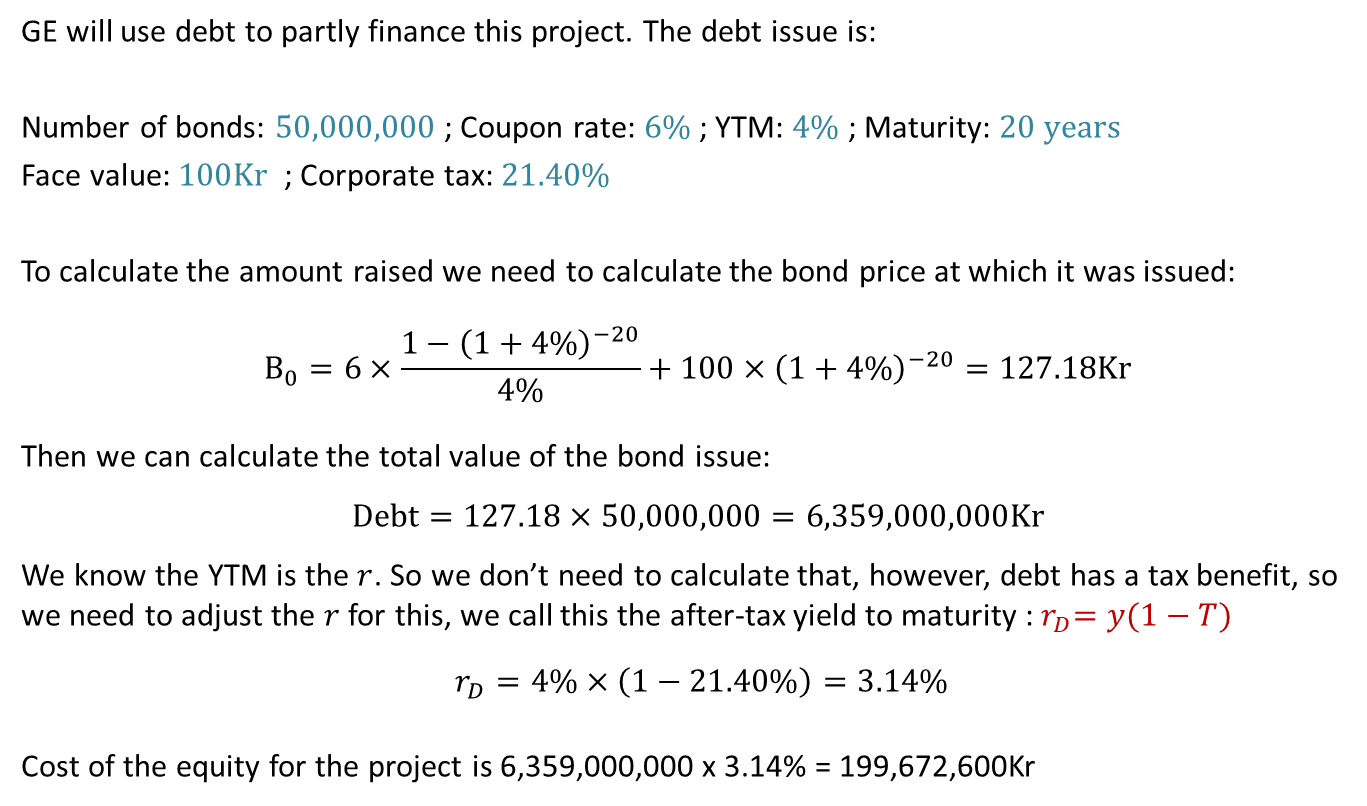 GE will use debt to partly finance this project. The debt issue is:
Number of bonds: 50,000,000 ; Coupon rate: 6% ; YTM: 4% ; Maturity: 20 years
Face value: 100Kr ; Corporate tax: 21.40%
To calculate the amount raised we need to calculate the bond price at which it was issued:
B₀ = 6 × (1 − (1 + 4%)⁻²⁰)/4% + 100 × (1 + 4%)⁻²⁰ = 127.18Kr
Then we can calculate the total value of the bond issue:
Debt = 127.18 × 50,000,000 = 6,359,000,000Kr
We know the YTM is the r. So we don’t need to calculate that, however, debt has a tax benefit, so
we need to adjust the r for this, we call this the after-tax yield to maturity : r_D = y(1 − T)
r_D = 4% × (1 − 21.40%) = 3.14%
Cost of the equity for the project is 6,359,000,000 x 3.14% = 199,672,600Kr